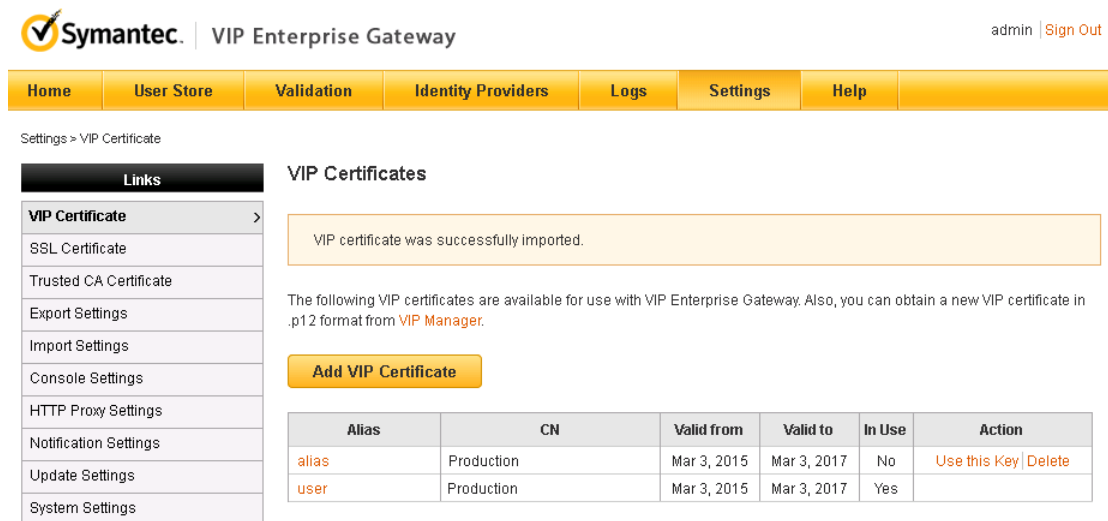 Symantec. VIP Enterprise Gateway
admin | Sign Out
Home User Store Validation Identity Providers Logs Settings Help
Settings > VIP Certificate
Links
VIP Certificate >
SSL Certificate
Trusted CA Certificate
Export Settings
Import Settings
Console Settings
HTTP Proxy Settings
Notification Settings
Update Settings
System Settings
VIP Certificates
VIP certificate was successfully imported.
The following VIP certificates are available for use with VIP Enterprise Gateway. Also, you can obtain a new VIP certificate in
.p12 format from VIP Manager.
Add VIP Certificate
Alias CN Valid from Valid to In Use Action
alias Production Mar 3, 2015 Mar 3, 2017 No Use this Key | Delete
user Production Mar 3, 2015 Mar 3, 2017 Yes